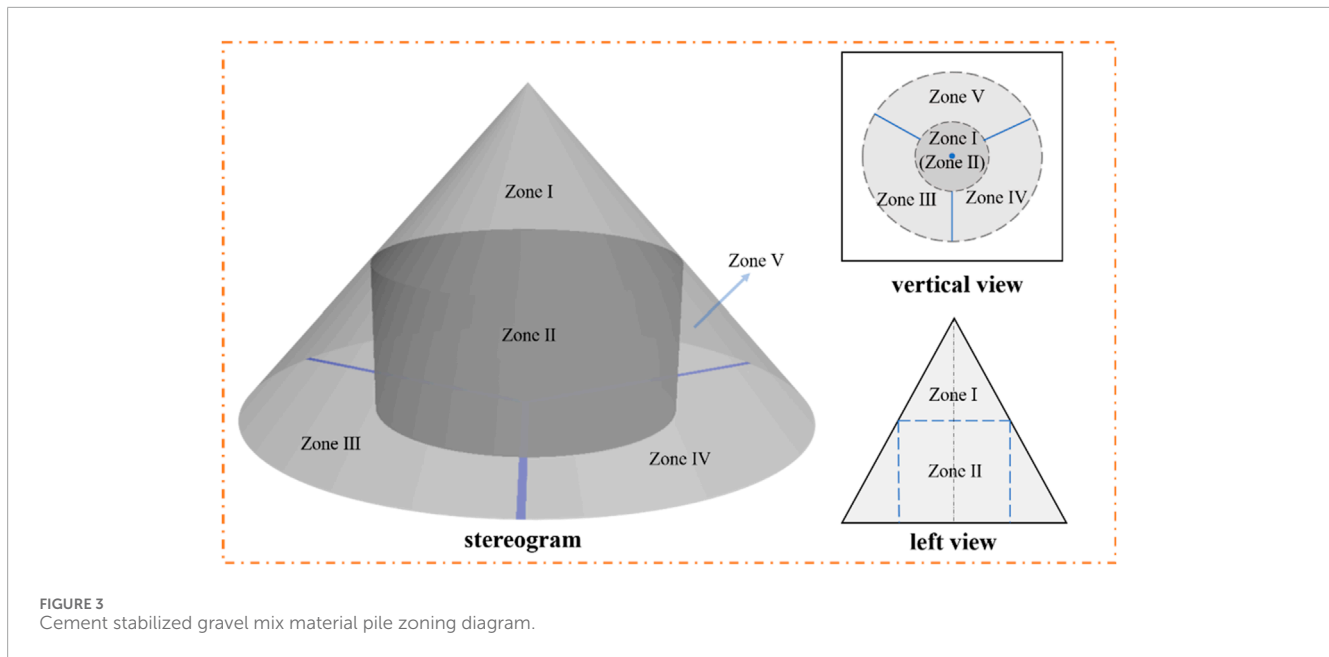 Zone I
Zone II
Zone III
Zone IV
Zone V
stereogram
Zone V
Zone I
(Zone II)
Zone III
Zone IV
vertical view
Zone I
Zone II
left view
FIGURE 3
Cement stabilized gravel mix material pile zoning diagram.